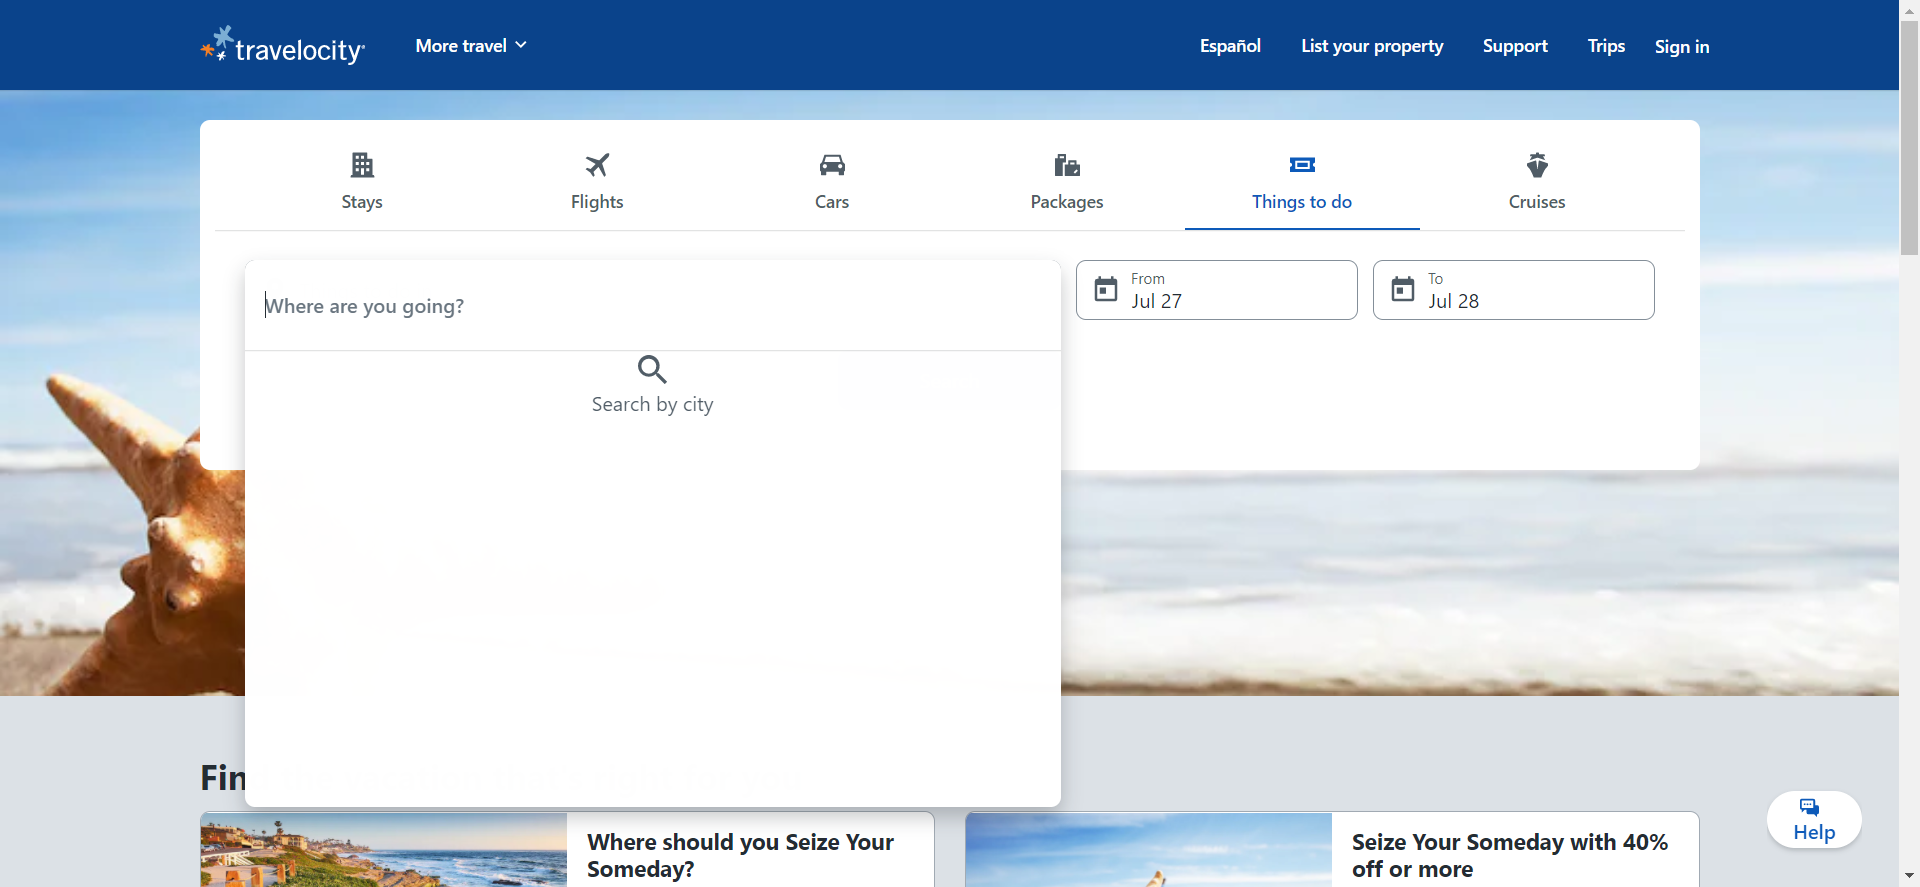 travelocity
More travel
Español
List your property
Support
Trips
Sign in
Stays
Flights
Cars
Packages
Things to do
Cruises
Where are you going?
From
Jul 27
To
Jul 28
Search by city
Fin
Where should you Seize Your
Someday?
Seize Your Someday with 40%
off or more
Help